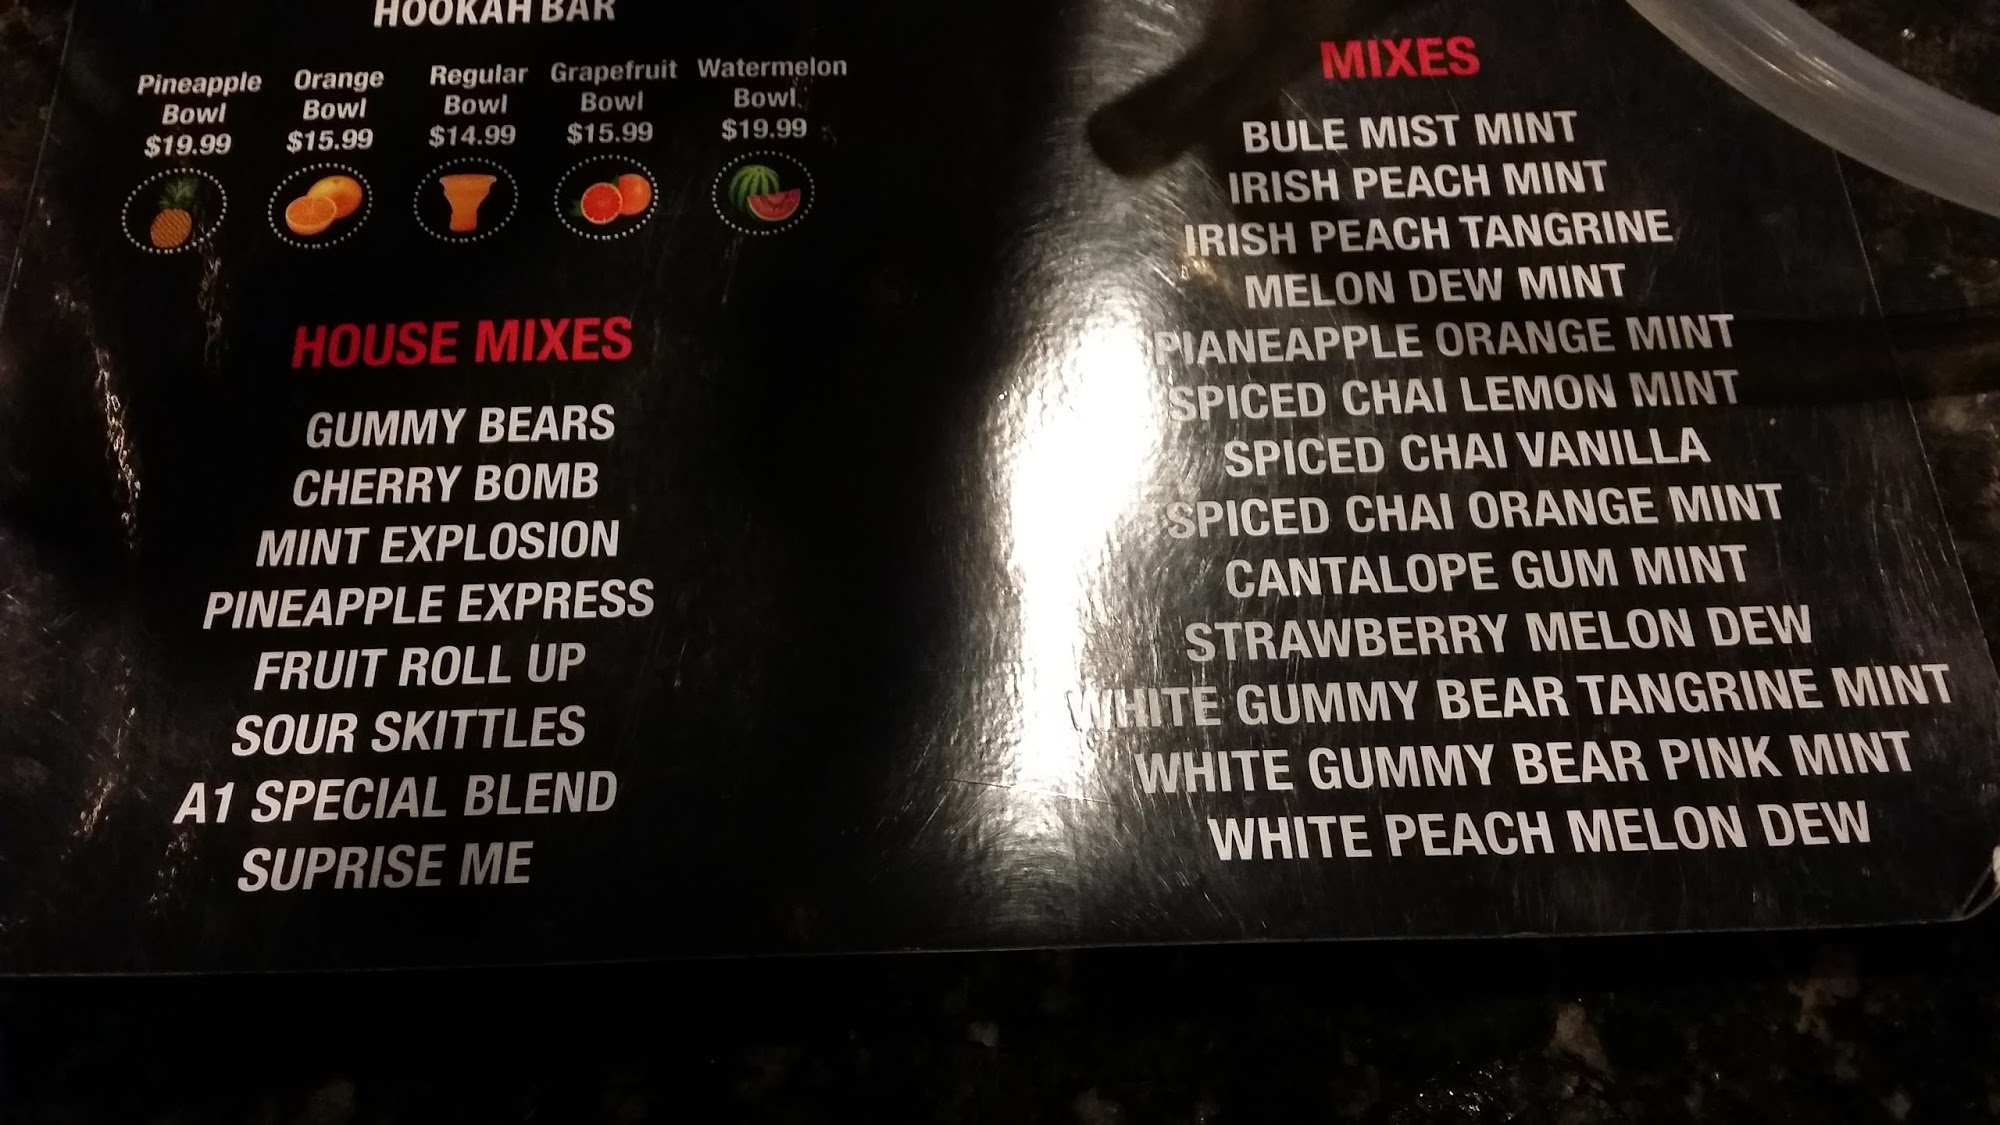 HOOKAH BAR
Pineapple Bowl $19.99
Orange Bowl $15.99
Regular Bowl $14.99
Grapefruit Bowl $15.99
Watermelon Bowl $19.99
HOUSE MIXES
GUMMY BEARS
CHERRY BOMB
MINT EXPLOSION
PINEAPPLE EXPRESS
FRUIT ROLL UP
SOUR SKITTLES
A1 SPECIAL BLEND
SUPRISE ME
MIXES
BULE MIST MINT
IRISH PEACH MINT
IRISH PEACH TANGRINE
MELON DEW MINT
PIANEAPPLE ORANGE MINT
SPICED CHAI LEMON MINT
SPICED CHAI VANILLA
SPICED CHAI ORANGE MINT
CANTALOPE GUM MINT
STRAWBERRY MELON DEW
WHITE GUMMY BEAR TANGRINE MINT
WHITE GUMMY BEAR PINK MINT
WHITE PEACH MELON DEW